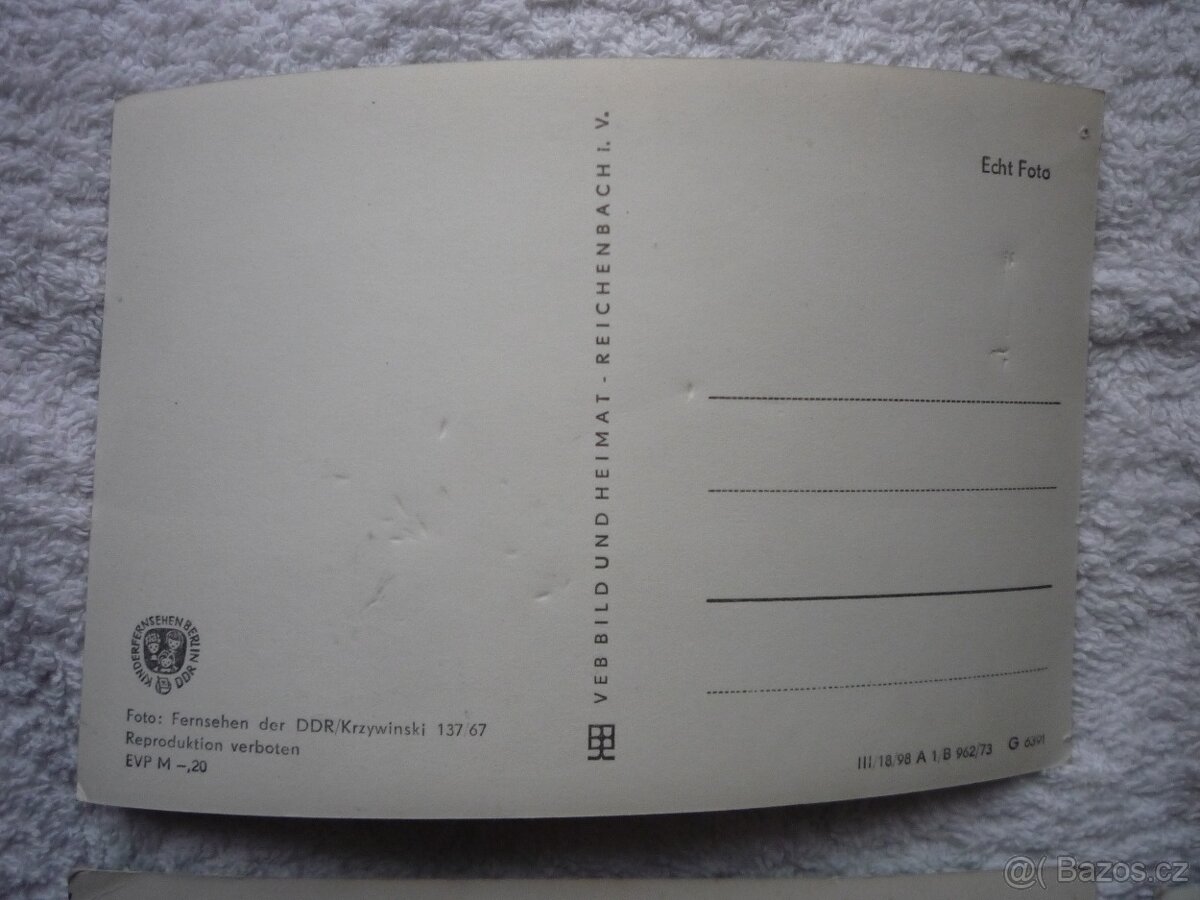 Echt Foto
VEB BILD UND HEIMAT - REICHENBACH I. V.
KINDERFERNSEHEN BERLIN DDR
Foto: Fernsehen der DDR/Krzywinski 137/67
Reproduktion verboten
EVP M -,20
III/18/98 A 1/B 962/73 G 6391
@( Bazos.cz